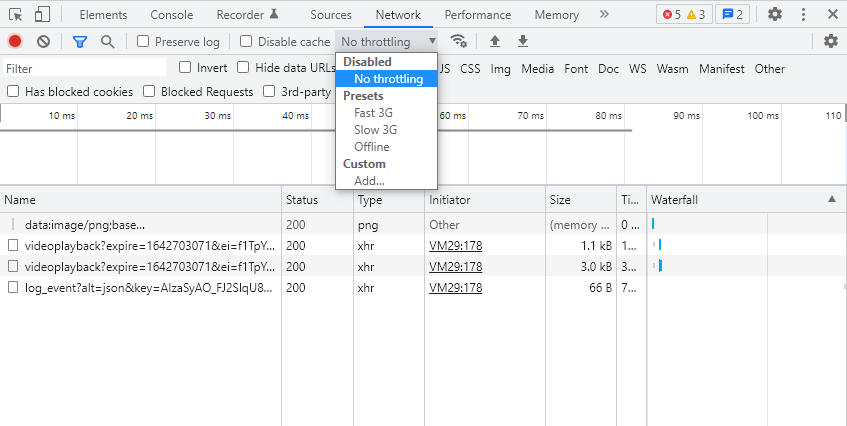 Elements Console Recorder Sources Network Performance Memory » 5 3 2
Preserve log Disable cache No throttling
Filter Invert Hide data URLs JS CSS Img Media Font Doc WS Wasm Manifest Other
Disabled
No throttling
Presets
Fast 3G
Slow 3G
Offline
Custom
Add...
Has blocked cookies Blocked Requests 3rd-party
10 ms 20 ms 30 ms 40 ms 60 ms 70 ms 80 ms 90 ms 100 ms 110
Name Status Type Initiator Size Ti... Waterfall
data:image/png;base... 200 png Other (memory ... 0 ...
videoplayback?expire=1642703071&ei=f1TpY... 200 xhr VM29:178 1.1 kB 1...
videoplayback?expire=1642703071&ei=f1TpY... 200 xhr VM29:178 3.0 kB 3...
log_event?alt=json&key=AIzaSyAO_FJ2SlqU8... 200 xhr VM29:178 66 B 7...